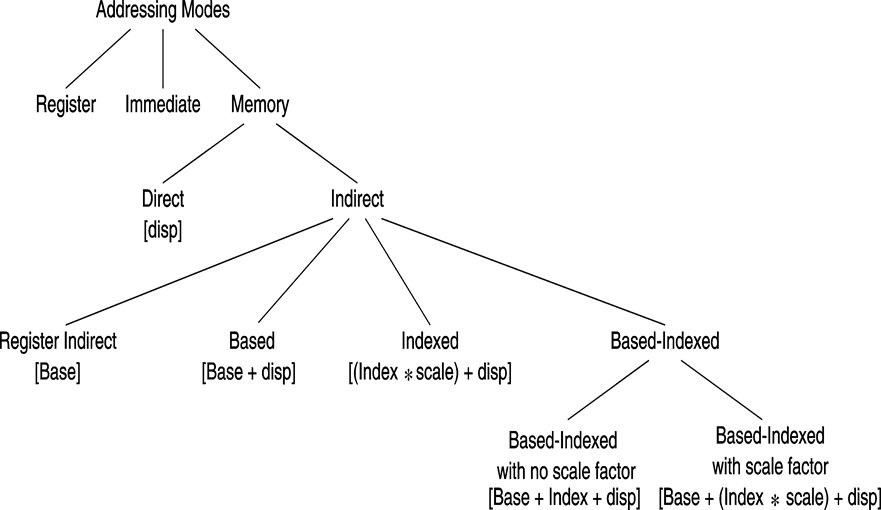 Addressing Modes
Register Immediate Memory
Direct Indirect
[disp]
Register Indirect Based Indexed Based-Indexed
[Base] [Base + disp] [(Index * scale) + disp]
Based-Indexed Based-Indexed
with no scale factor with scale factor
[Base + Index + disp] [Base + (Index * scale) + disp]